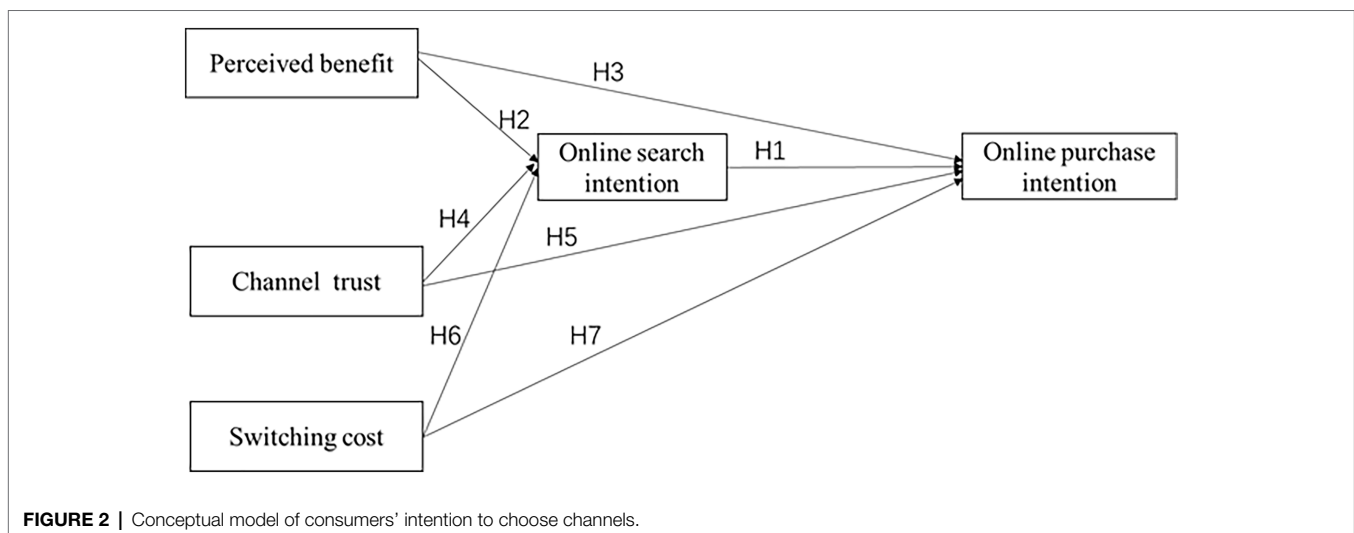 Perceived benefit
H3
H2
Online search
intention
H1
Online purchase
intention
H4
H5
Channel trust
H6
H7
Switching cost
FIGURE 2 | Conceptual model of consumers’ intention to choose channels.